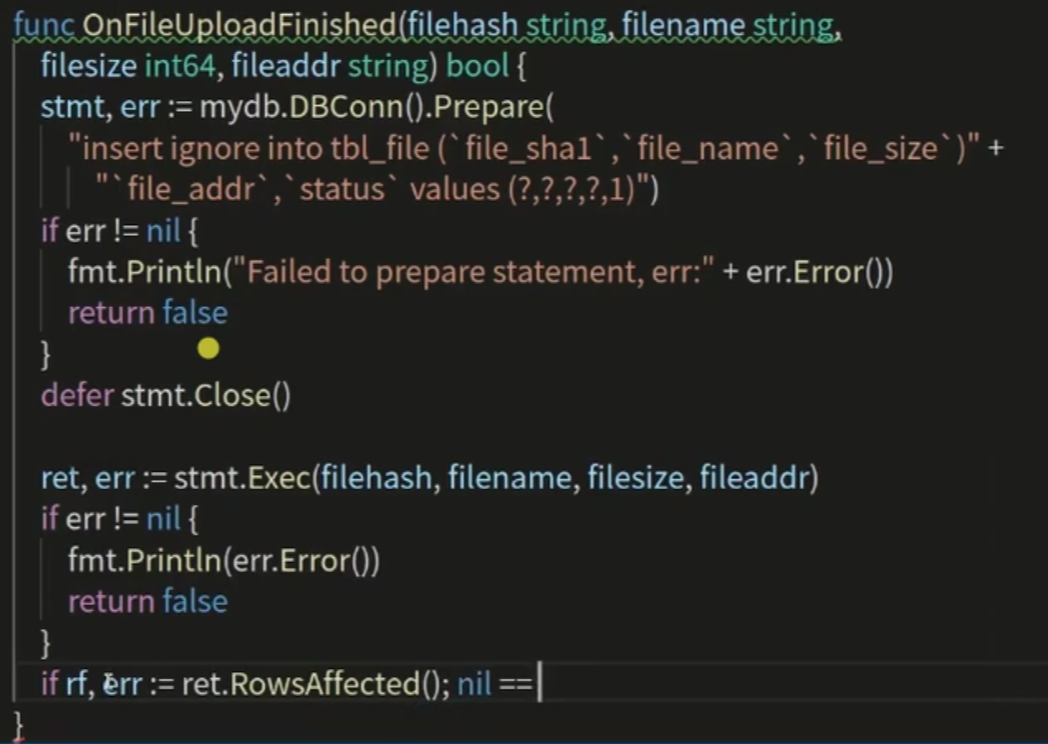 func OnFileUploadFinished(filehash string, filename string,
filesize int64, fileaddr string) bool {
stmt, err := mydb.DBConn().Prepare(
"insert ignore into tbl_file (`file_sha1`,`file_name`,`file_size`)" +
"`file_addr`,`status` values (?,?,?,?,1)")
if err != nil {
fmt.Println("Failed to prepare statement, err:" + err.Error())
return false
}
defer stmt.Close()
ret, err := stmt.Exec(filehash, filename, filesize, fileaddr)
if err != nil {
fmt.Println(err.Error())
return false
}
if rf, err := ret.RowsAffected(); nil ==
}